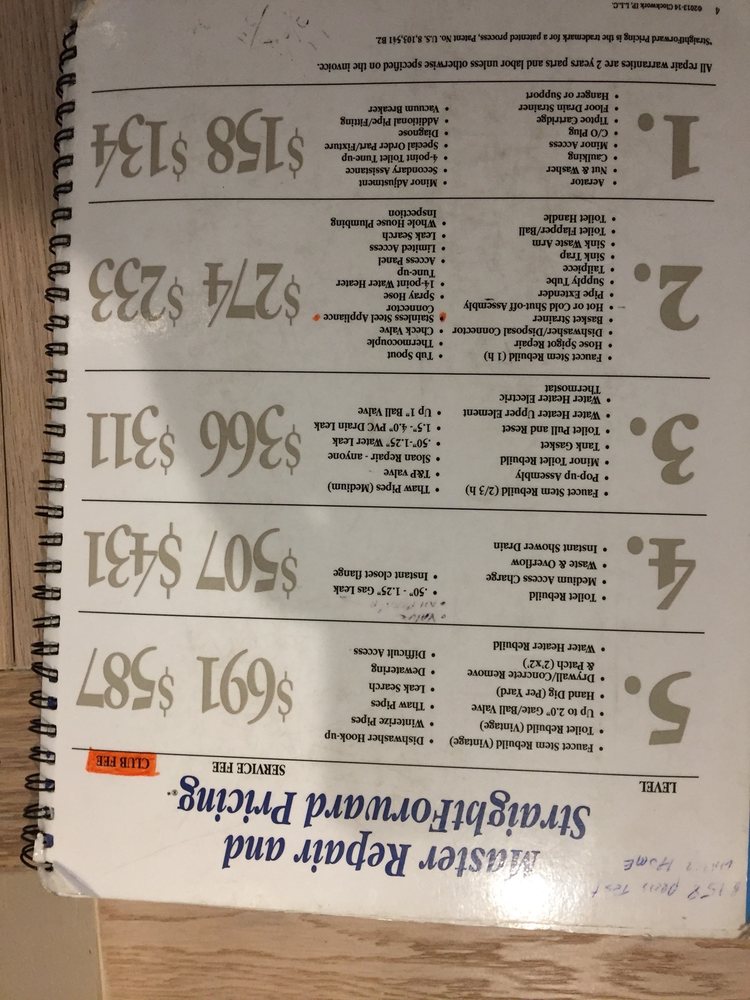 $158 Press Test
Whole Home
Master Repair and
StraightForward Pricing®
LEVEL
SERVICE FEE
CLUB FEE
5.
• Faucet Stem Rebuild (Vintage)
• Toilet Rebuild (Vintage)
• Up to 2.0" Gate/Ball Valve
• Hand Dig (Per Yard)
• Drywall/Concrete Remove
& Patch (2'x2')
• Water Heater Rebuild
• Dishwasher Hook-up
• Winterize Pipes
• Thaw Pipes
• Leak Search
• Dewatering
• Difficult Access
$691
$587
4.
• Toilet Rebuild
• Medium Access Charge
• Waste & Overflow
• Instant Shower Drain
• Valve
• .50" - 1.25" Gas Leak
• Instant closet flange
$507
$431
3.
• Faucet Stem Rebuild (2/3 h)
• Pop-up Assembly
• Minor Toilet Rebuild
• Tank Gasket
• Toilet Pull and Reset
• Water Heater Upper Element
• Water Heater Electric
Thermostat
• Thaw Pipes (Medium)
• T&P valve
• Sloan Repair - anyone
• .50"-1.25" Water Leak
• 1.5"- 4.0" PVC Drain Leak
• Up 1" Ball Valve
$366
$311
2.
• Faucet Stem Rebuild (1 h)
• Hose Spigot Repair
• Dishwasher/Disposal Connector
• Basket Strainer
• Hot or Cold Shut-off Assembly
• Pipe Extender
• Supply Tube
• Tailpiece
• Sink Trap
• Sink Waste Arm
• Toilet Flapper/Ball/
Toilet Handle
• Tub Spout
• Thermocouple
• Check Valve
• Stainless Steel Appliance
Connector
• Spray Hose
• 14-point Water Heater
Tune-up
• Access Panel
• Limited Access
• Leak Search
• Whole House Plumbing
Inspection
$274
$233
1.
• Aerator
• Nut & Washer
• Caulking
• Minor Access
• C/O Plug
• Tiptoe Cartridge
• Floor Drain Strainer
• Hanger or Support
• Minor Adjustment
• Secondary Assistance
• 4-point Toilet Tune-up
• Special Order Part/Fixture
• Diagnose
• Additional Pipe/Fitting
• Vacuum Breaker
$158
$134
All repair warranties are 2 years parts and labor unless otherwise specified on the invoice.
"StraightForward Pricing is the trademark for a patented process, Patent No. U.S. 8,103,541 B2.
4
©2013-14 Clockwork IP, LLC.